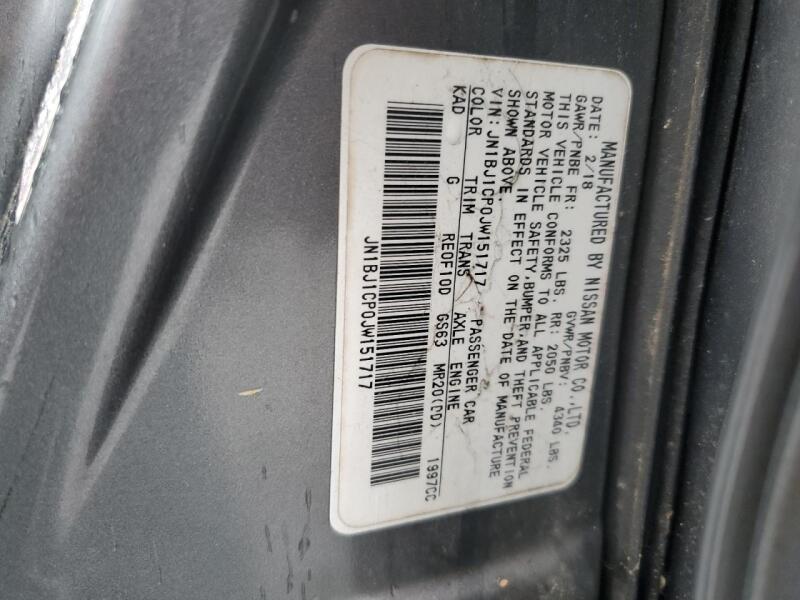 MANUFACTURED BY NISSAN MOTOR CO.,LTD.
DATE: 2/18 GVWR/PNBV: 4340 LBS.
GAWR/PNBE FR: 2325 LBS. RR: 2050 LBS.
THIS VEHICLE CONFORMS TO ALL APPLICABLE FEDERAL
MOTOR VEHICLE SAFETY,BUMPER,AND THEFT PREVENTION
STANDARDS IN EFFECT ON THE DATE OF MANUFACTURE
SHOWN ABOVE.
VIN: JN1BJ1CP0JW151717 PASSENGER CAR
COLOR TRIM TRANS AXLE ENGINE
KAD G RE0F10D GS63 MR20(DD) 1997CC
JN1BJ1CP0JW151717